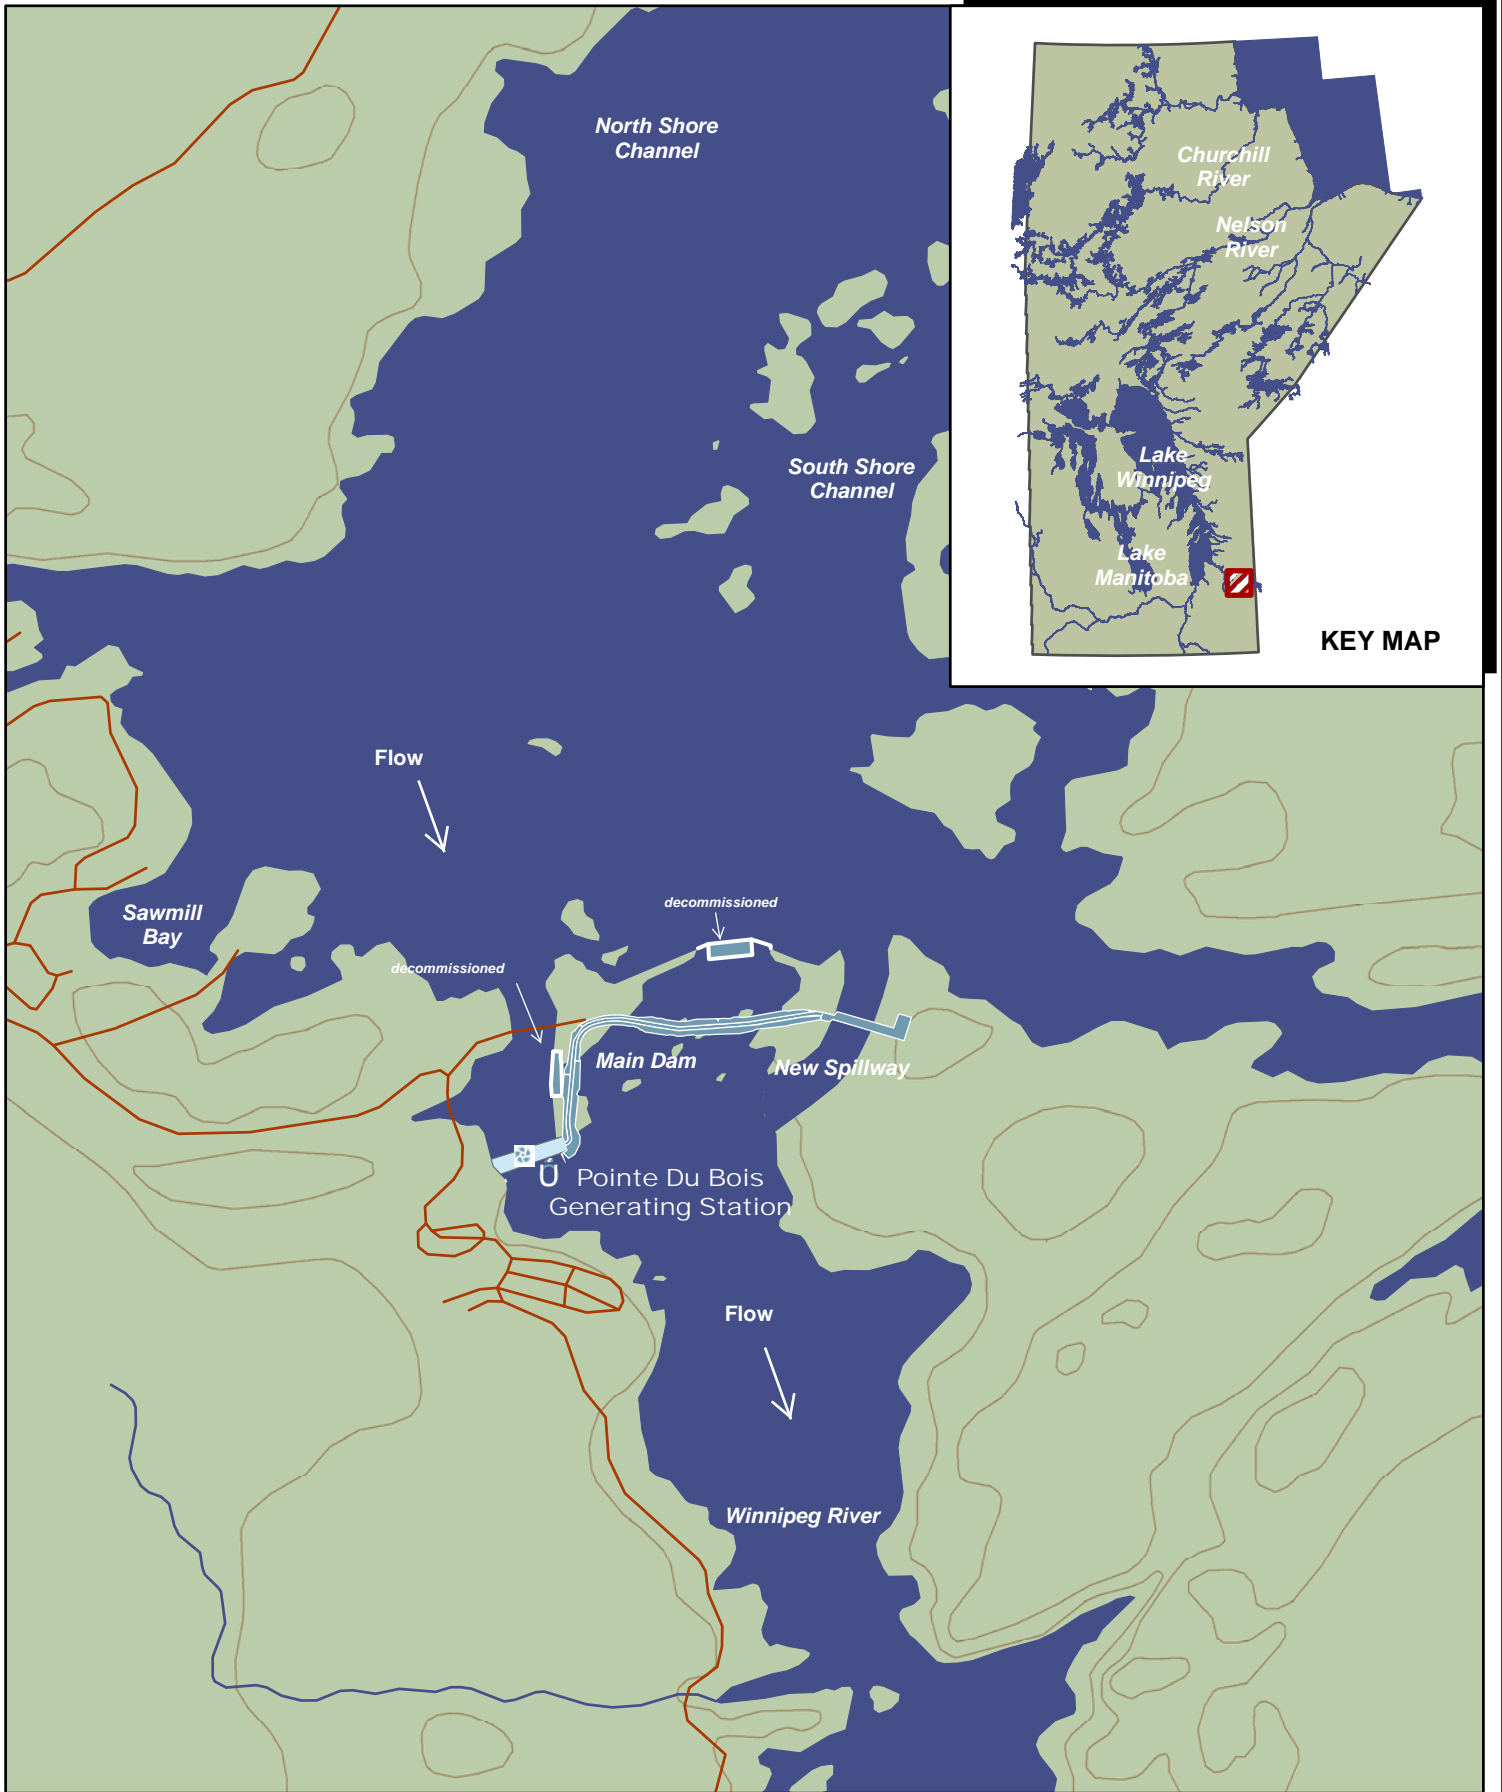 North Shore
Channel
Churchill
River
Nelson
River
South Shore
Channel
Lake
Winnipeg
Lake
Manitoba
KEY MAP
Flow
decommissioned
Sawmill
Bay
decommissioned
Main Dam
New Spillway
Pointe Du Bois
Generating Station
Flow
Winnipeg River